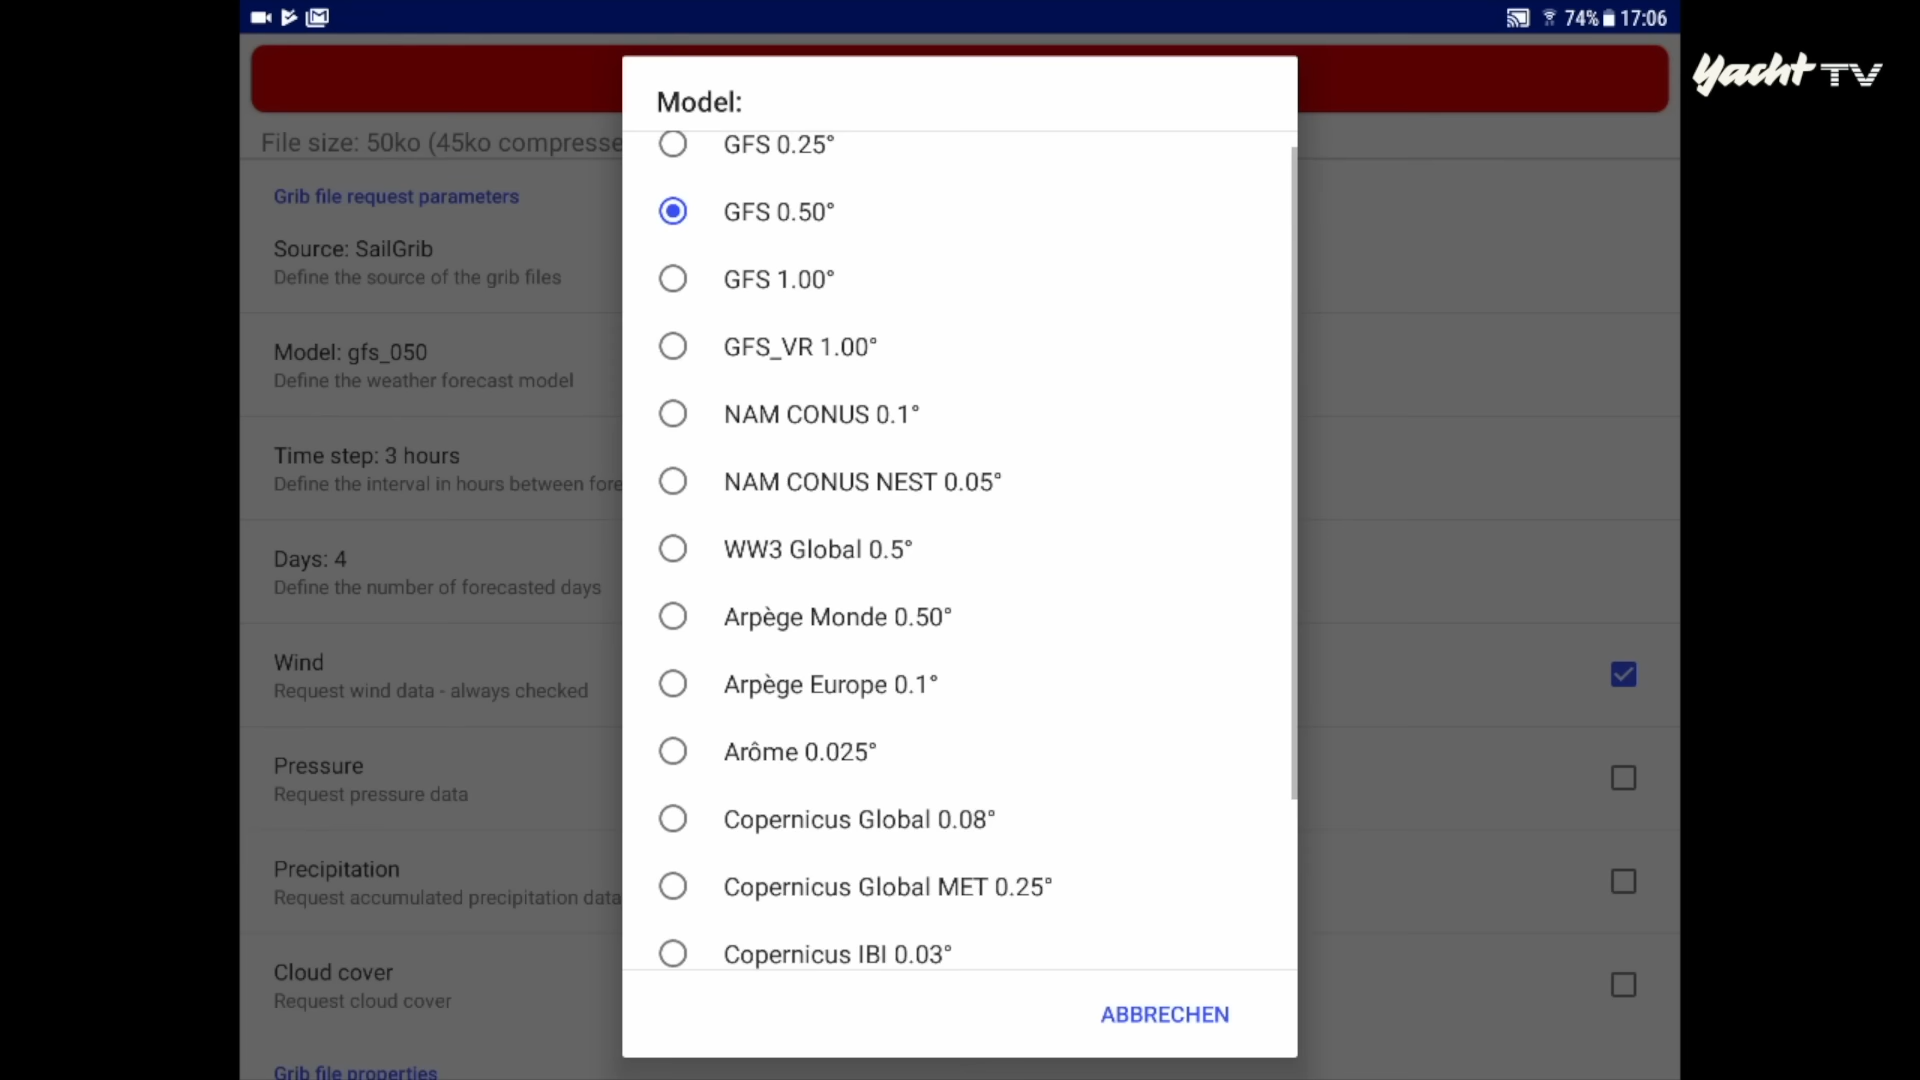 74% 17:06
Yacht TV
File size: 50ko (45ko compresse
Grib file request parameters
Source: SailGrib
Define the source of the grib files
Model: gfs_050
Define the weather forecast model
Time step: 3 hours
Define the interval in hours between fore
Days: 4
Define the number of forecasted days
Wind
Request wind data - always checked
Pressure
Request pressure data
Precipitation
Request accumulated precipitation data
Cloud cover
Request cloud cover
Grib file properties
Model:
GFS 0.25°
GFS 0.50°
GFS 1.00°
GFS_VR 1.00°
NAM CONUS 0.1°
NAM CONUS NEST 0.05°
WW3 Global 0.5°
Arpège Monde 0.50°
Arpège Europe 0.1°
Arôme 0.025°
Copernicus Global 0.08°
Copernicus Global MET 0.25°
Copernicus IBI 0.03°
ABBRECHEN